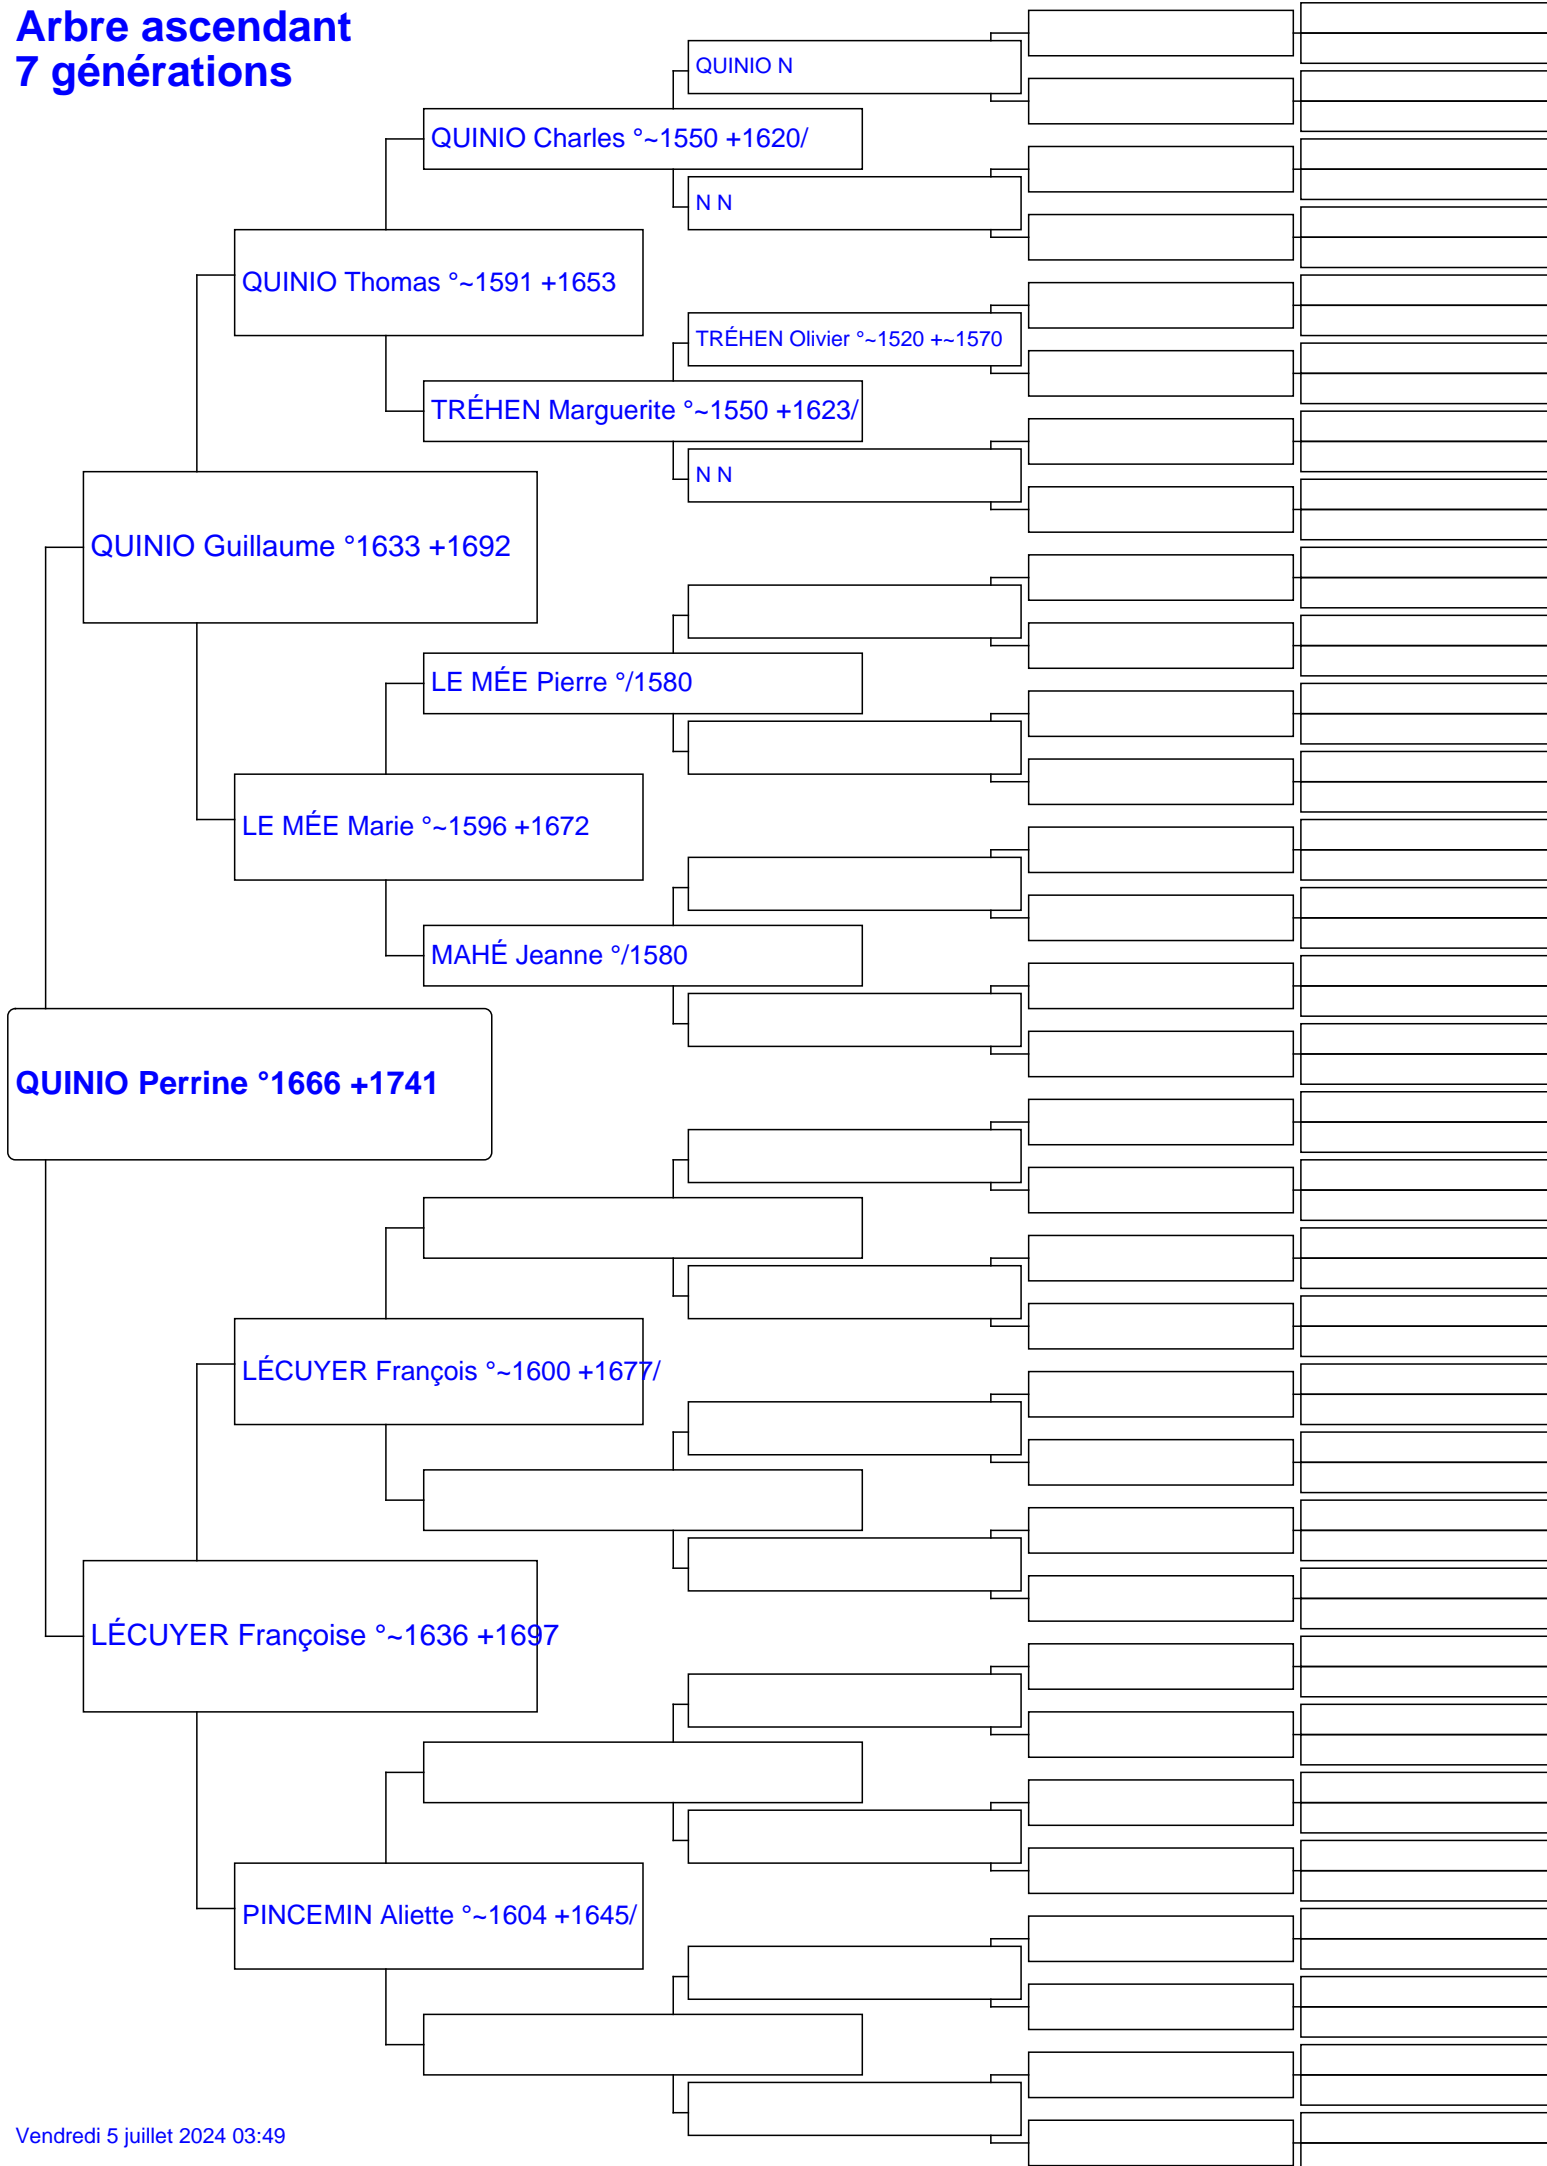 Arbre ascendant
7 générations
QUINIO N
QUINIO Charles °~1550 +1620/
N N
QUINIO Thomas °~1591 +1653
TRÉHEN Olivier °~1520 +~1570
TRÉHEN Marguerite °~1550 +1623/
N N
QUINIO Guillaume °1633 +1692
LE MÉE Pierre °/1580
LE MÉE Marie °~1596 +1672
MAHÉ Jeanne °/1580
QUINIO Perrine °1666 +1741
LÉCUYER François °~1600 +1677/
LÉCUYER Françoise °~1636 +1697
PINCEMIN Aliette °~1604 +1645/
Vendredi 5 juillet 2024 03:49